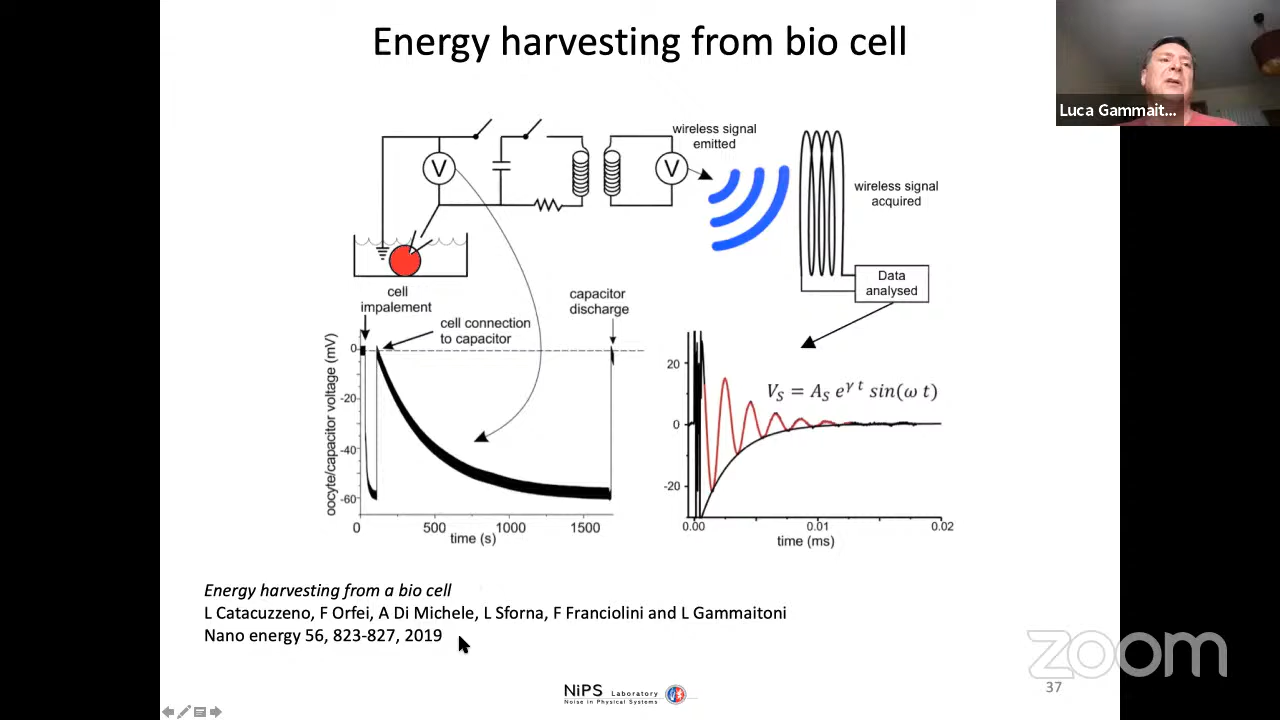 Energy harvesting from bio cell
Luca Gammait...
wireless signal
emitted
V
V
wireless signal
acquired
Data
analysed
cell
impalement
capacitor
discharge
cell connection
to capacitor
oocyte/capacitor voltage (mV)
0
-20
-40
-60
0
500
1000
1500
time (s)
20
0
-20
V_S = A_S e^{γ t} sin(ω t)
0.00
0.01
0.02
time (ms)
Energy harvesting from a bio cell
L Catacuzzeno, F Orfei, A Di Michele, L Sforna, F Franciolini and L Gammaitoni
Nano energy 56, 823-827, 2019
zoom
NiPS Laboratory
Noise in Physical Systems
37